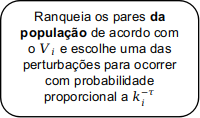 Ranqueia os pares da
população de acordo com
o V_i e escolhe uma das
perturbações para ocorrer
com probabilidade
proporcional a k_i^{-τ}